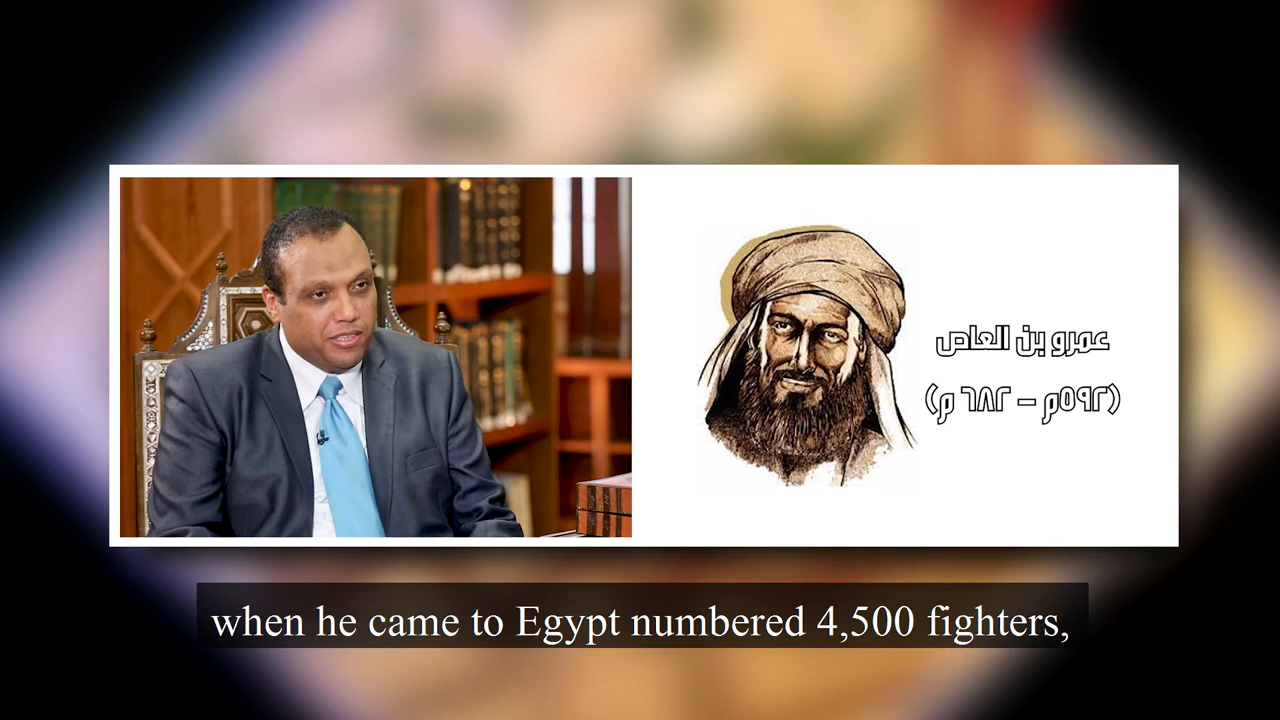 عمرو بن العاص
(٥٩٢م – ٦٨٢ م)
when he came to Egypt numbered 4,500 fighters,